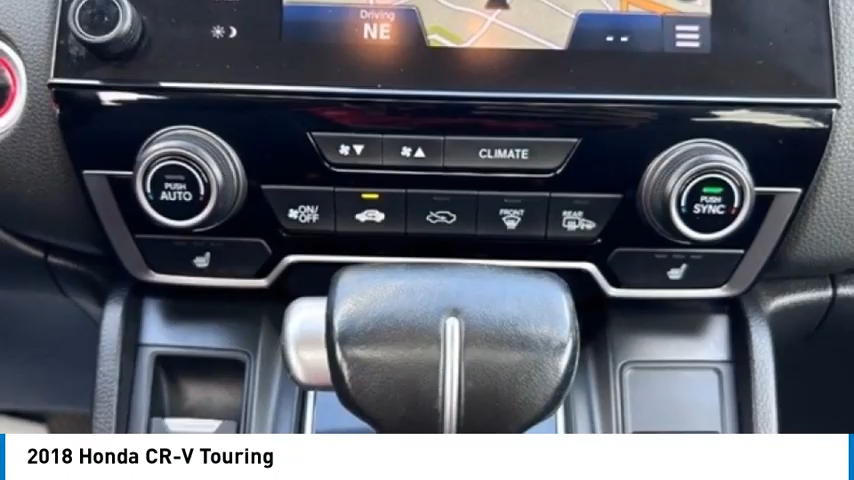 Driving
NE
--
CLIMATE
PUSH
AUTO
ON/
OFF
FRONT
REAR
PUSH
SYNC
2018 Honda CR-V Touring